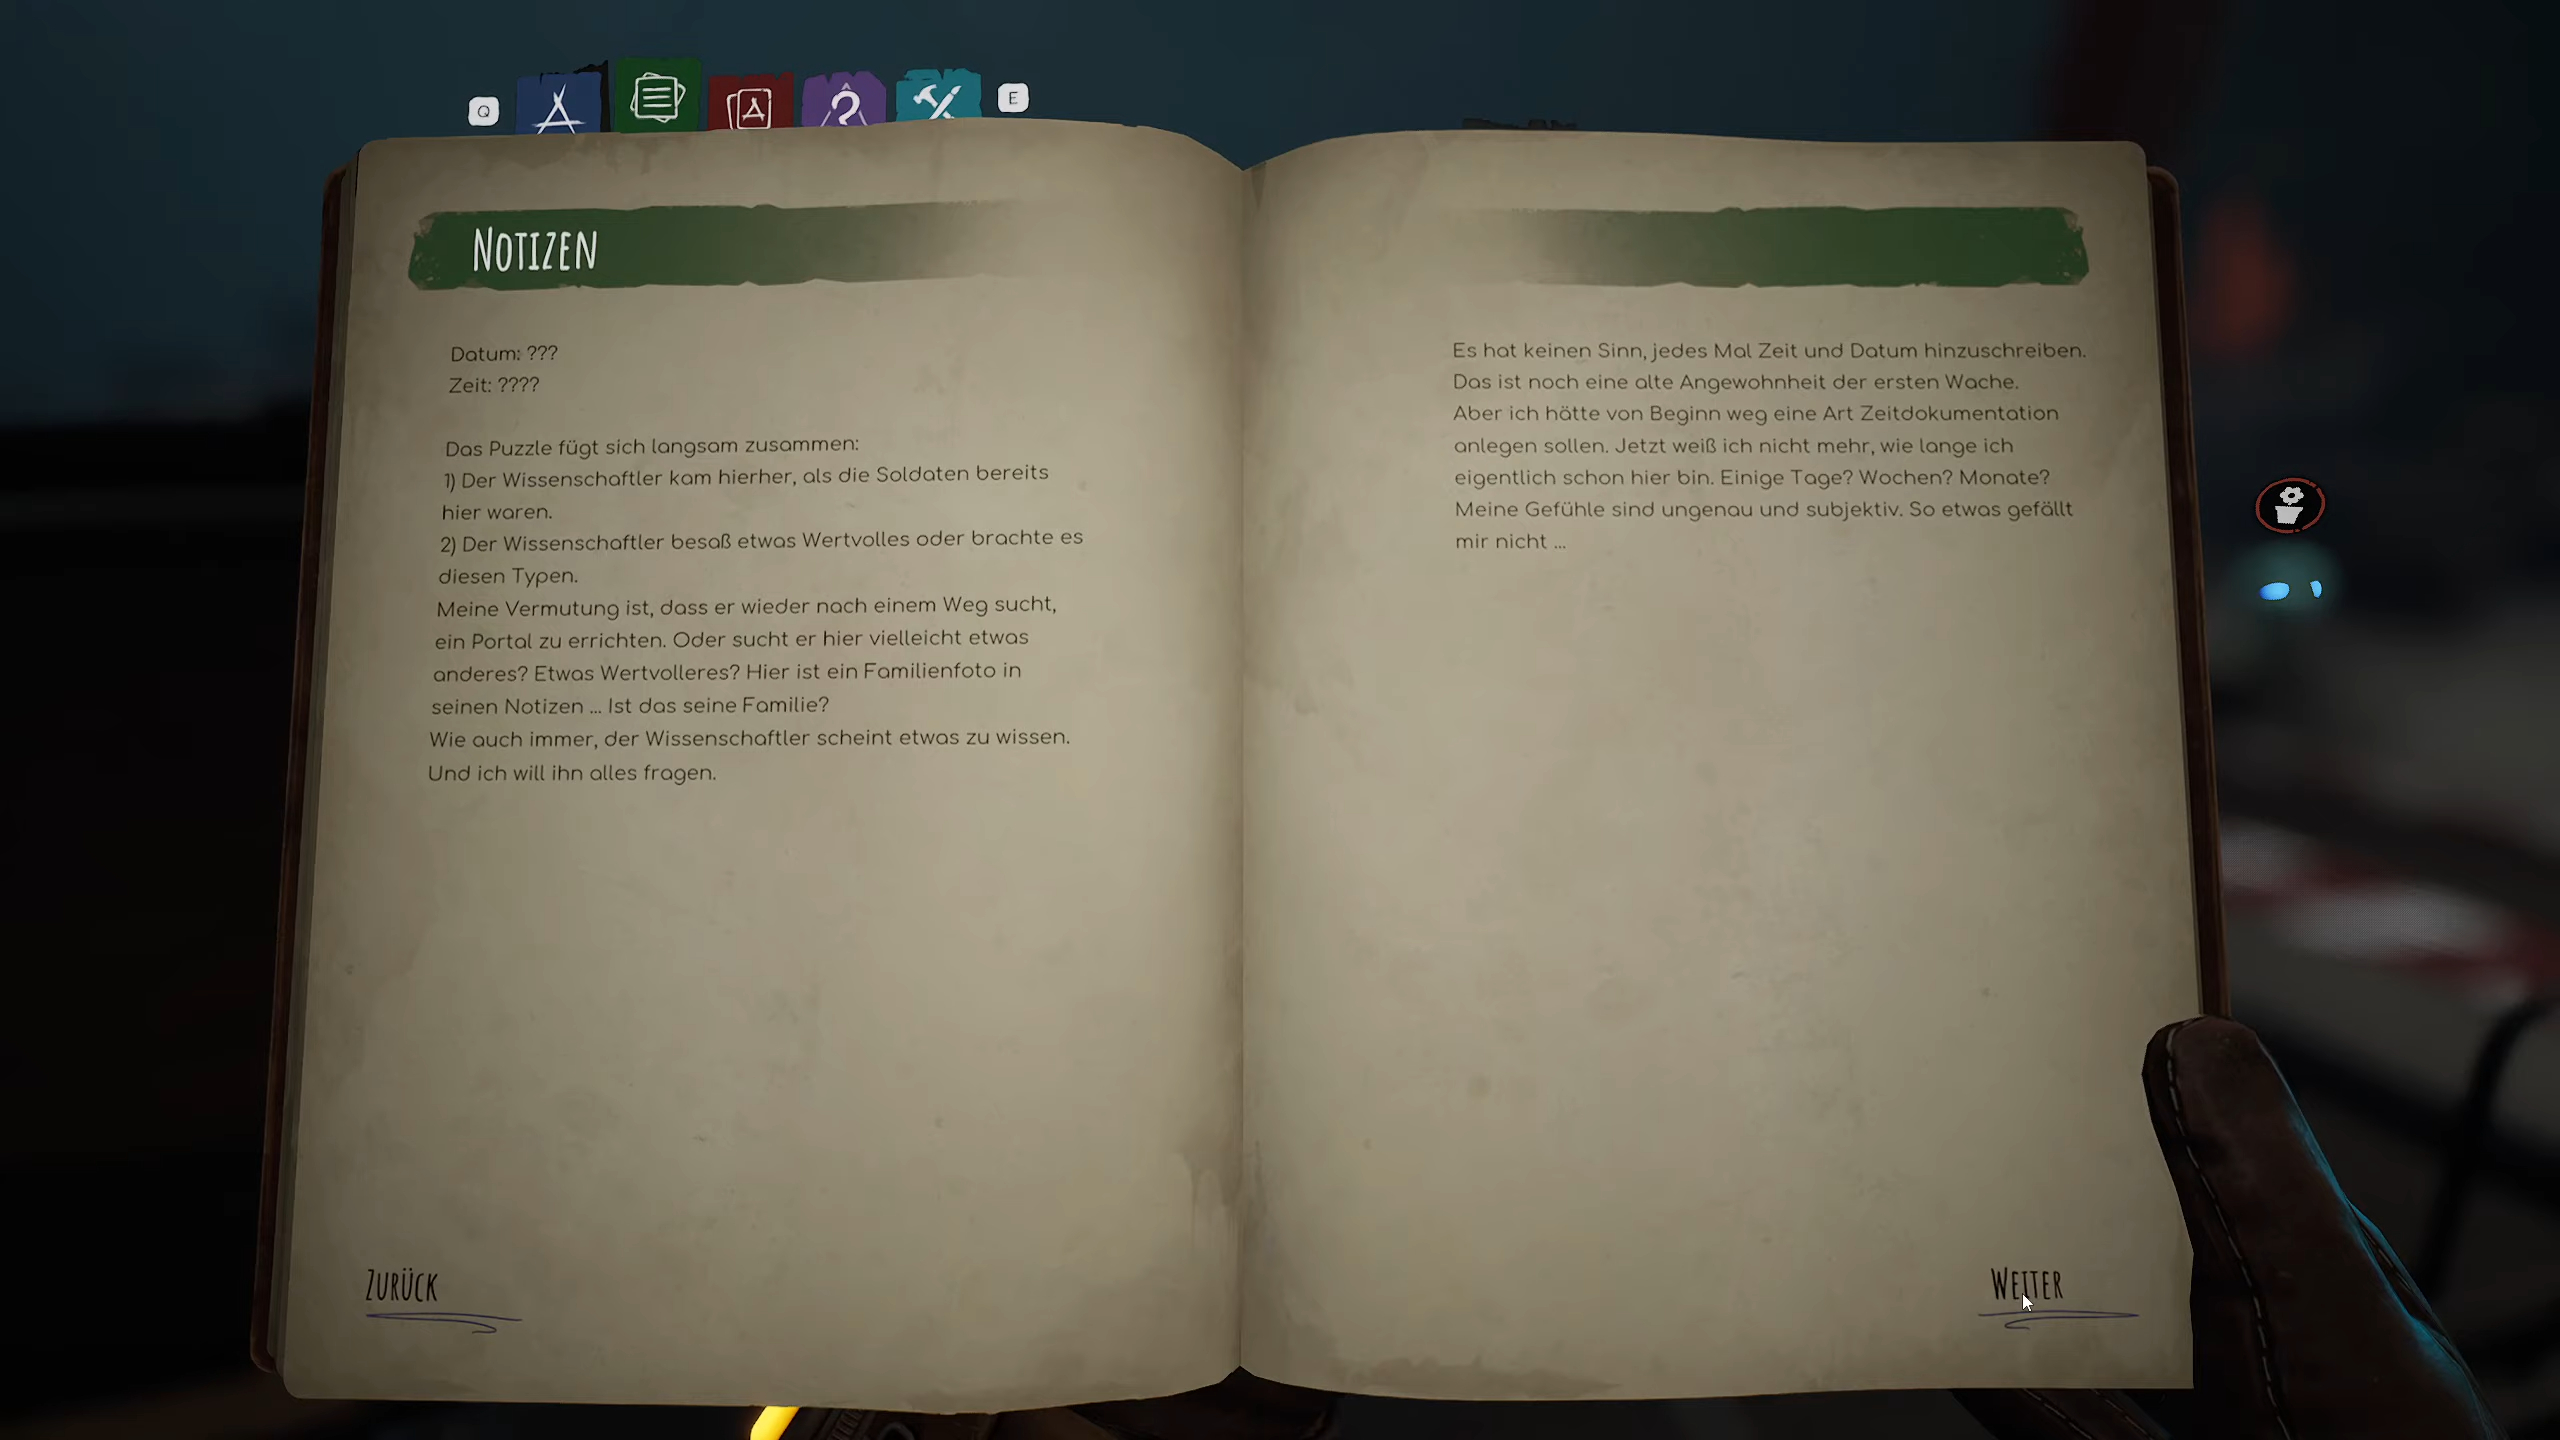 Q
E
NOTIZEN
Datum: ???
Zeit: ????
Das Puzzle fügt sich langsam zusammen:
1) Der Wissenschaftler kam hierher, als die Soldaten bereits
hier waren.
2) Der Wissenschaftler besaß etwas Wertvolles oder brachte es
diesen Typen.
Meine Vermutung ist, dass er wieder nach einem Weg sucht,
ein Portal zu errichten. Oder sucht er hier vielleicht etwas
anderes? Etwas Wertvolleres? Hier ist ein Familienfoto in
seinen Notizen ... Ist das seine Familie?
Wie auch immer, der Wissenschaftler scheint etwas zu wissen.
Und ich will ihn alles fragen.
Es hat keinen Sinn, jedes Mal Zeit und Datum hinzuschreiben.
Das ist noch eine alte Angewohnheit der ersten Wache.
Aber ich hätte von Beginn weg eine Art Zeitdokumentation
anlegen sollen. Jetzt weiß ich nicht mehr, wie lange ich
eigentlich schon hier bin. Einige Tage? Wochen? Monate?
Meine Gefühle sind ungenau und subjektiv. So etwas gefällt
mir nicht ...
ZURÜCK
WEITER